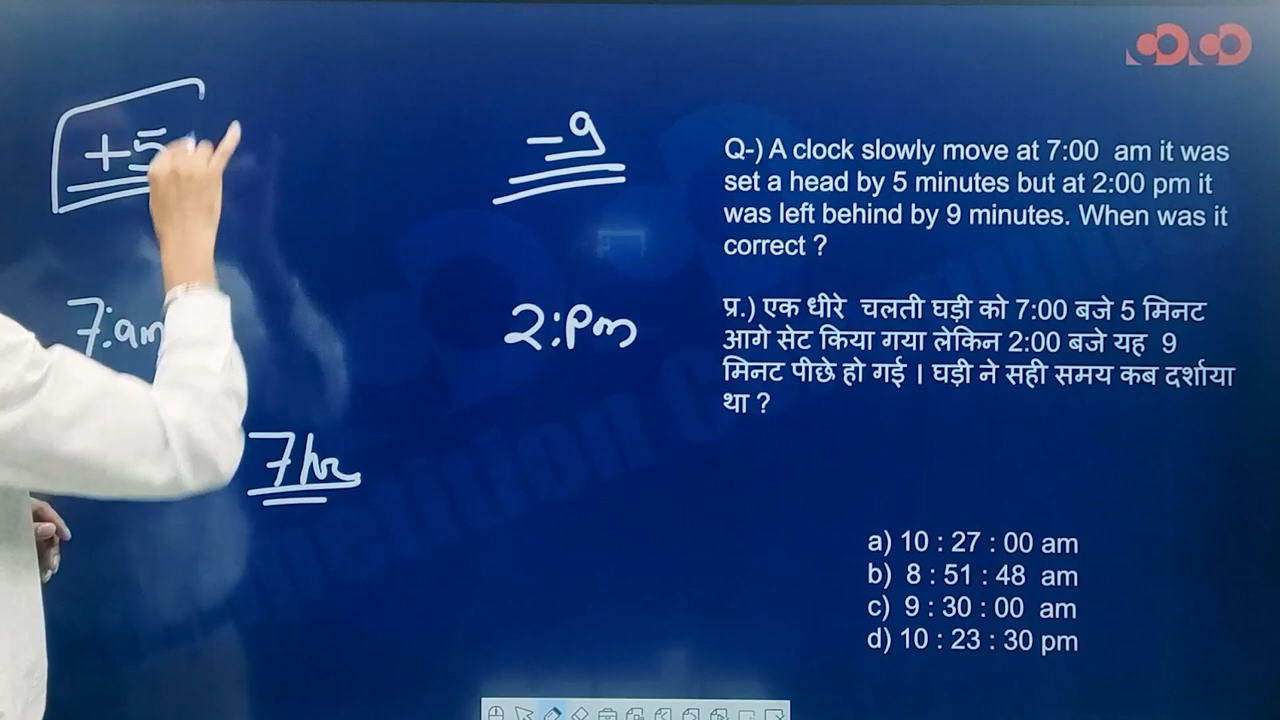 +5
-9
7:am
2:pm
7hr
Q-) A clock slowly move at 7:00 am it was
set a head by 5 minutes but at 2:00 pm it
was left behind by 9 minutes. When was it
correct ?
प्र.) एक धीरे चलती घड़ी को 7:00 बजे 5 मिनट
आगे सेट किया गया लेकिन 2:00 बजे यह 9
मिनट पीछे हो गई । घड़ी ने सही समय कब दर्शाया
था ?
a) 10 : 27 : 00 am
b) 8 : 51 : 48 am
c) 9 : 30 : 00 am
d) 10 : 23 : 30 pm